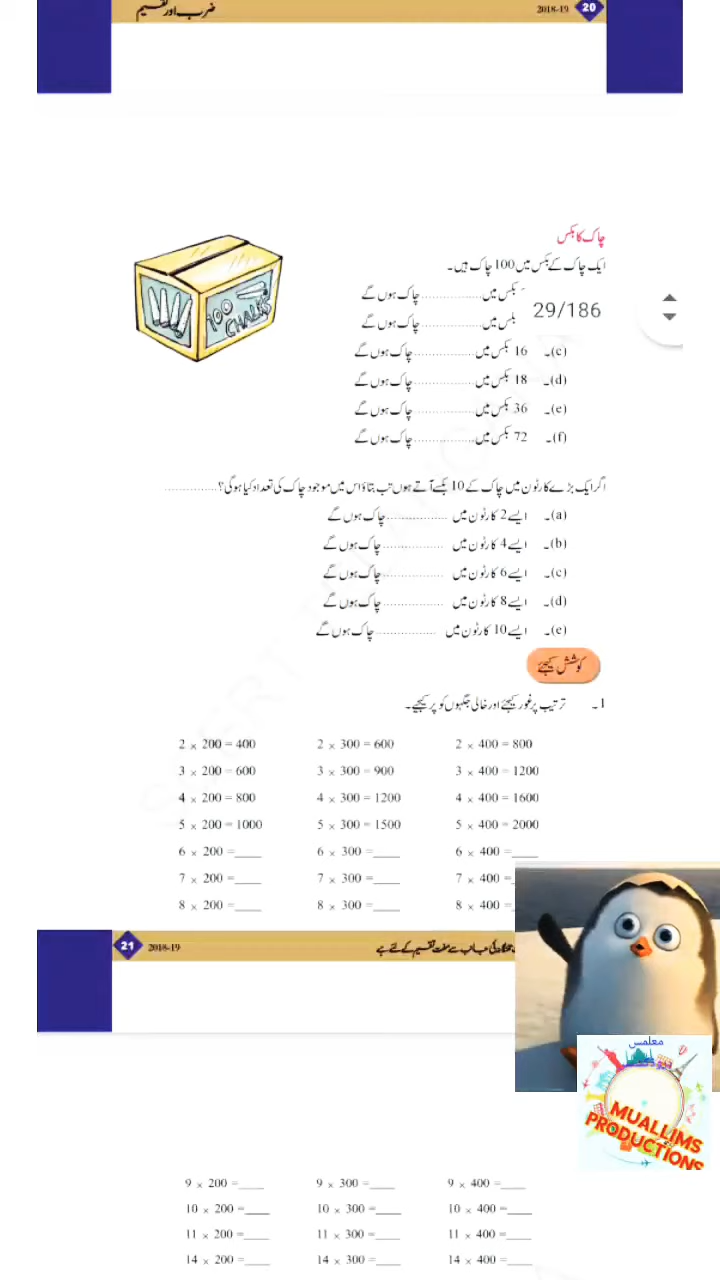 ضرب اور تقسیم 2018-19 20
چاک کا بکس
ایک چاک کے بکس میں 100 چاک ہیں۔
بکس میں .............. چاک ہوں گے
29/186
بکس میں .............. چاک ہوں گے
(c)۔ 16 بکس میں .............. چاک ہوں گے
(d)۔ 18 بکس میں .............. چاک ہوں گے
(e)۔ 36 بکس میں .............. چاک ہوں گے
(f)۔ 72 بکس میں .............. چاک ہوں گے
100 CHALKS
اگر ایک بڑے کارٹون میں چاک کے 10 بکسے آتے ہوں تب بتاؤ اس میں موجود چاک کی تعداد کیا ہوگی؟ ..............
(a)۔ ایسے 2 کارٹون میں .............. چاک ہوں گے
(b)۔ ایسے 4 کارٹون میں .............. چاک ہوں گے
(c)۔ ایسے 6 کارٹون میں .............. چاک ہوں گے
(d)۔ ایسے 8 کارٹون میں .............. چاک ہوں گے
(e)۔ ایسے 10 کارٹون میں .............. چاک ہوں گے
کوشش کیجئے
1۔ ترتیب پر غور کیجئے اور خالی جگہوں کو پر کیجیے۔
2 × 200 = 400 2 × 300 = 600 2 × 400 = 800
3 × 200 = 600 3 × 300 = 900 3 × 400 = 1200
4 × 200 = 800 4 × 300 = 1200 4 × 400 = 1600
5 × 200 = 1000 5 × 300 = 1500 5 × 400 = 2000
6 × 200 =____ 6 × 300 =____ 6 × 400 =____
7 × 200 =____ 7 × 300 =____ 7 × 400 =
8 × 200 =____ 8 × 300 =____ 8 × 400 =
21 2018-19 کی جانب سے مفت تقسیم کے لئے ہے
معلمس
MUALLIMS
PRODUCTIONS
9 × 200 =____ 9 × 300 =____ 9 × 400 =____
10 × 200 =____ 10 × 300 =____ 10 × 400 =____
11 × 200 =____ 11 × 300 =____ 11 × 400 =____
14 × 200 =____ 14 × 300 =____ 14 × 400 =____